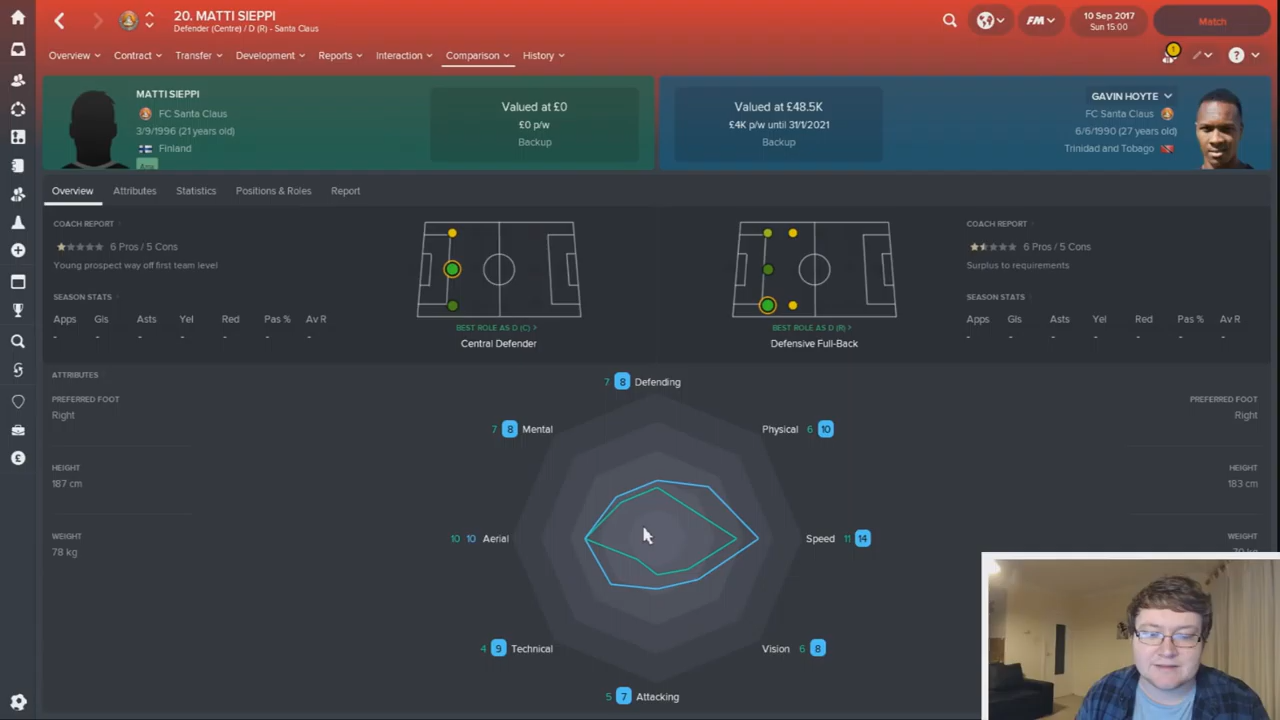 20. MATTI SIEPPI
Defender (Centre) / D (R) - Santa Claus
FM
10 Sep 2017
Sun 15:00
Match
Overview
Contract
Transfer
Development
Reports
Interaction
Comparison
History
1
?
MATTI SIEPPI
FC Santa Claus
3/9/1996 (21 years old)
Finland
Valued at £0
£0 p/w
Backup
Valued at £48.5K
£4K p/w until 31/1/2021
Backup
GAVIN HOYTE
FC Santa Claus
6/6/1990 (27 years old)
Trinidad and Tobago
Overview
Attributes
Statistics
Positions & Roles
Report
COACH REPORT
6 Pros / 5 Cons
Young prospect way off first team level
SEASON STATS
Apps Gls Asts Yel Red Pas % Av R
- - - - - - -
BEST ROLE AS D (C) >
Central Defender
BEST ROLE AS D (R) >
Defensive Full-Back
COACH REPORT
6 Pros / 5 Cons
Surplus to requirements
SEASON STATS
Apps Gls Asts Yel Red Pas % Av R
- - - - - - -
ATTRIBUTES
PREFERRED FOOT
Right
HEIGHT
187 cm
WEIGHT
78 kg
7 8 Defending
7 8 Mental
Physical 6 10
10 10 Aerial
Speed 11 14
4 9 Technical
Vision 6 8
5 7 Attacking
PREFERRED FOOT
Right
HEIGHT
183 cm
WEIGHT